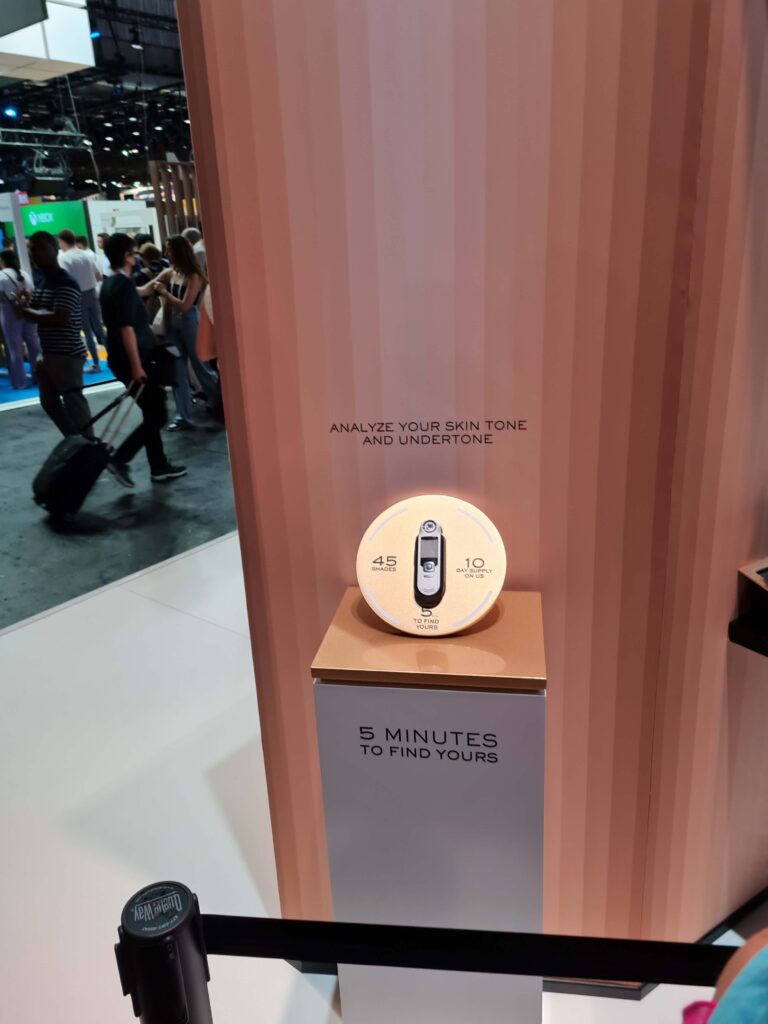 XBOX
ANALYZE YOUR SKIN TONE
AND UNDERTONE
45
SHADES
10
DAY SUPPLY
ON US
5
TO FIND
YOURS
5 MINUTES
TO FIND YOURS
QueueWay